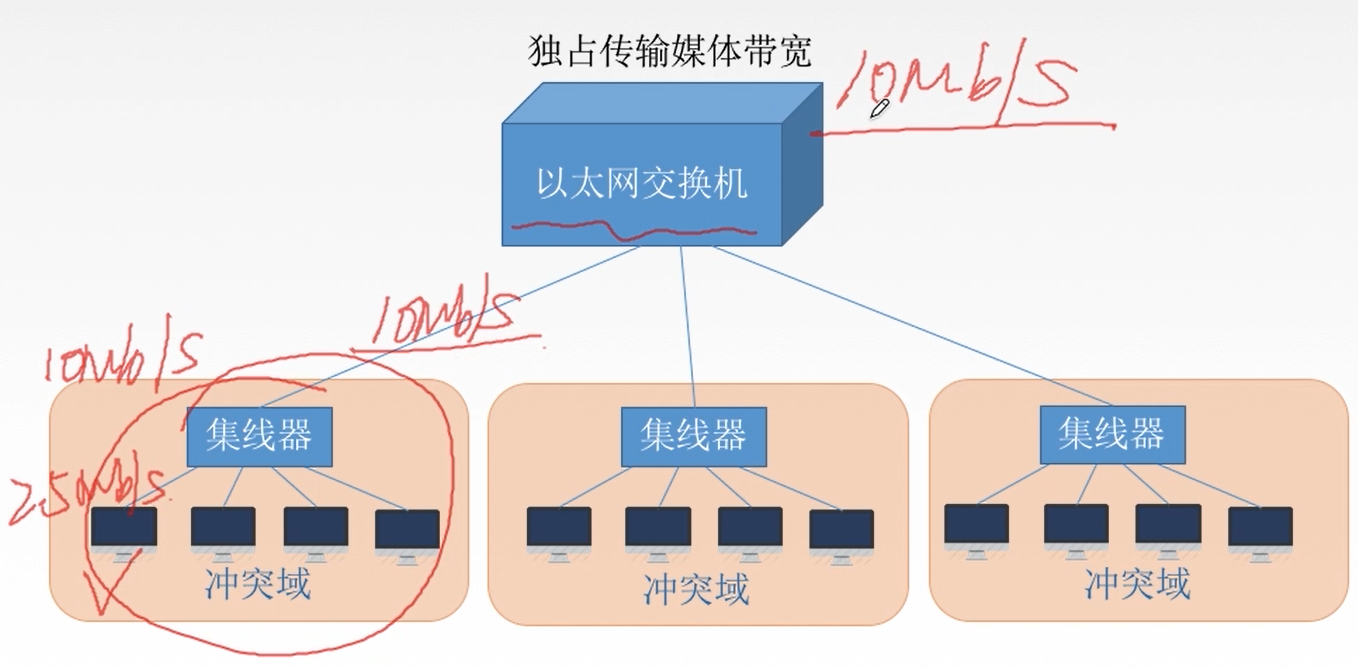 独占传输媒体带宽
10Mb/s
以太网交换机
10Mb/s
10Mb/s
集线器
集线器
集线器
2.5Mb/s
冲突域
冲突域
冲突域